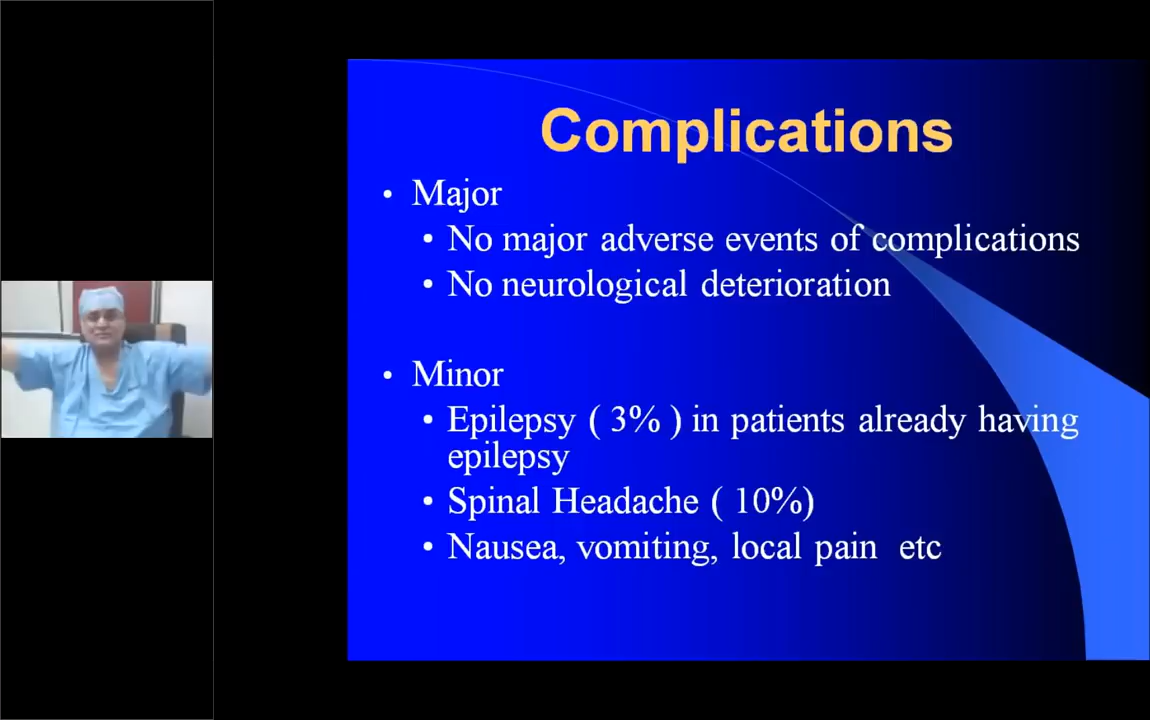 Complications
• Major
• No major adverse events of complications
• No neurological deterioration
• Minor
• Epilepsy ( 3% ) in patients already having
epilepsy
• Spinal Headache ( 10%)
• Nausea, vomiting, local pain etc